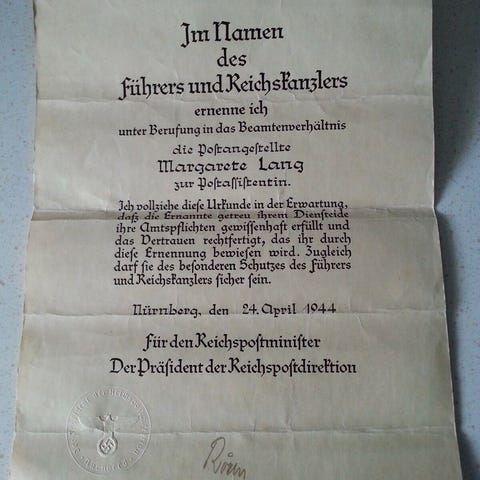 Im Namen
des
Führers und Reichskanzlers
ernenne ich
unter Berufung in das Beamtenverhältnis
die Postangestellte
Margarete Lang
zur Postassistentin.
Ich vollziehe diese Urkunde in der Erwartung,
daß die Ernannte getreu ihrem Diensteide
ihre Amtspflichten gewissenhaft erfüllt und
das Vertrauen rechtfertigt, das ihr durch
diese Ernennung bewiesen wird. Zugleich
darf sie des besonderen Schutzes des Führers
und Reichskanzlers sicher sein.
Nürnberg, den 24. April 1944
Für den Reichspostminister
Der Präsident der Reichspostdirektion